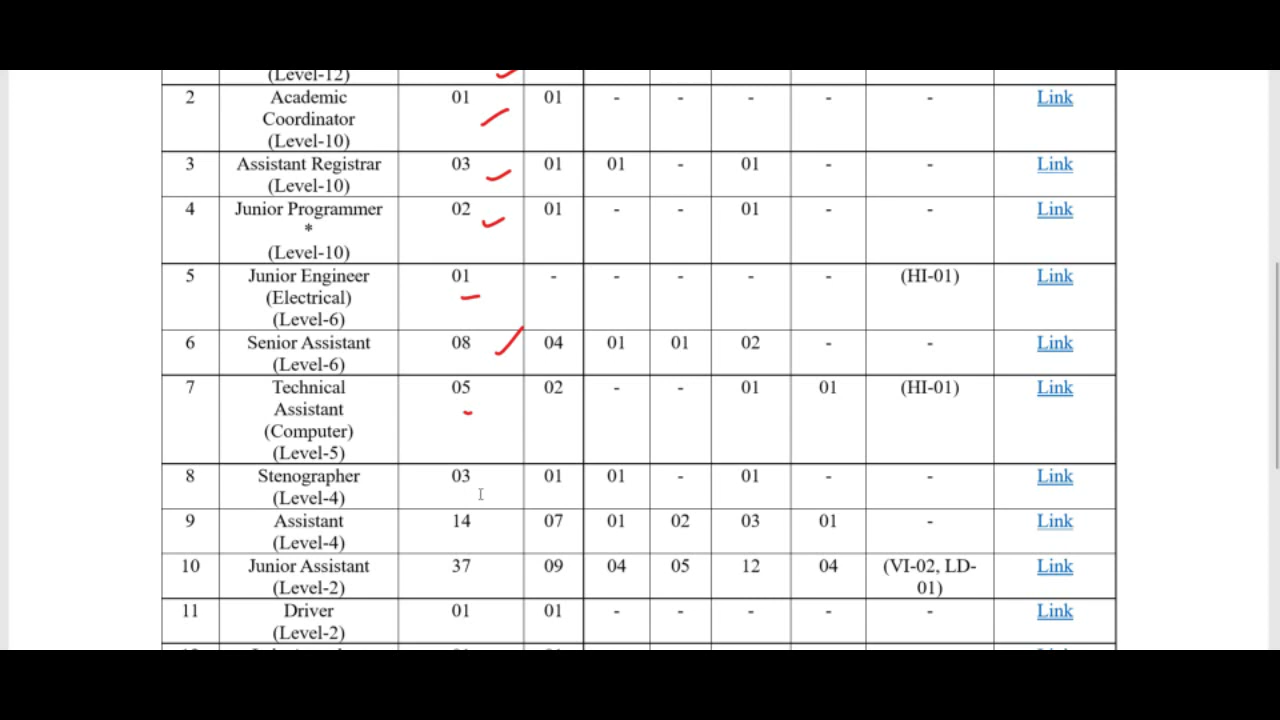 (Level-12)
2 Academic Coordinator (Level-10) 01 01 - - - - - Link
3 Assistant Registrar (Level-10) 03 01 01 - 01 - - Link
4 Junior Programmer * (Level-10) 02 01 - - 01 - - Link
5 Junior Engineer (Electrical) (Level-6) 01 - - - - - (HI-01) Link
6 Senior Assistant (Level-6) 08 04 01 01 02 - - Link
7 Technical Assistant (Computer) (Level-5) 05 02 - - 01 01 (HI-01) Link
8 Stenographer (Level-4) 03 01 01 - 01 - - Link
9 Assistant (Level-4) 14 07 01 02 03 01 - Link
10 Junior Assistant (Level-2) 37 09 04 05 12 04 (VI-02, LD-01) Link
11 Driver (Level-2) 01 01 - - - - - Link